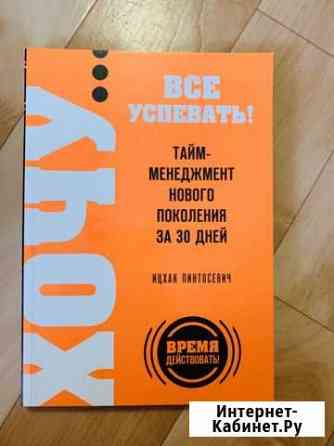 ХОЧУ...
ВСЕ
УСПЕВАТЬ!
ТАЙМ-
МЕНЕДЖМЕНТ
НОВОГО
ПОКОЛЕНИЯ
ЗА 30 ДНЕЙ
ИЦХАК ПИНТОСЕВИЧ
ВРЕМЯ
ДЕЙСТВОВАТЬ!
Интернет-
Кабинет.Ру